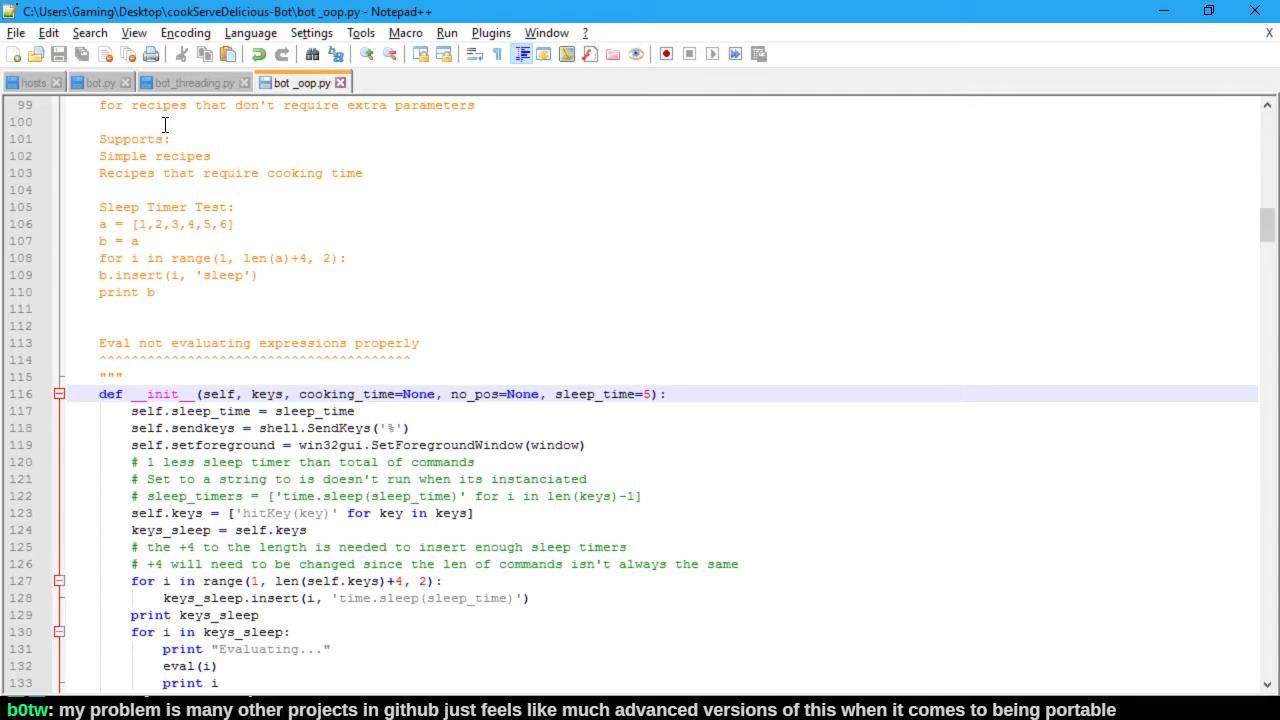 C:\Users\Gaming\Desktop\cookServeDelicious-Bot\bot _oop.py - Notepad++
File Edit Search View Encoding Language Settings Tools Macro Run Plugins Window ? X
hosts bot.py bot_threading.py bot _oop.py
99 for recipes that don't require extra parameters
100
101 Supports:
102 Simple recipes
103 Recipes that require cooking time
104
105 Sleep Timer Test:
106 a = [1,2,3,4,5,6]
107 b = a
108 for i in range(1, len(a)+4, 2):
109 b.insert(i, 'sleep')
110 print b
111
112
113 Eval not evaluating expressions properly
114 ^^^^^^^^^^^^^^^^^^^^^^^^^^^^^^^^^^^^^^^
115 """
116 def __init__(self, keys, cooking_time=None, no_pos=None, sleep_time=5):
117 self.sleep_time = sleep_time
118 self.sendkeys = shell.SendKeys('%')
119 self.setforeground = win32gui.SetForegroundWindow(window)
120 # 1 less sleep timer than total of commands
121 # Set to a string to is doesn't run when its instanciated
122 # sleep_timers = ['time.sleep(sleep_time)' for i in len(keys)-1]
123 self.keys = ['hitKey(key)' for key in keys]
124 keys_sleep = self.keys
125 # the +4 to the length is needed to insert enough sleep timers
126 # +4 will need to be changed since the len of commands isn't always the same
127 for i in range(1, len(self.keys)+4, 2):
128 keys_sleep.insert(i, 'time.sleep(sleep_time)')
129 print keys_sleep
130 for i in keys_sleep:
131 print "Evaluating..."
132 eval(i)
133 print i
b0tw: my problem is many other projects in github just feels like much advanced versions of this when it comes to being portable